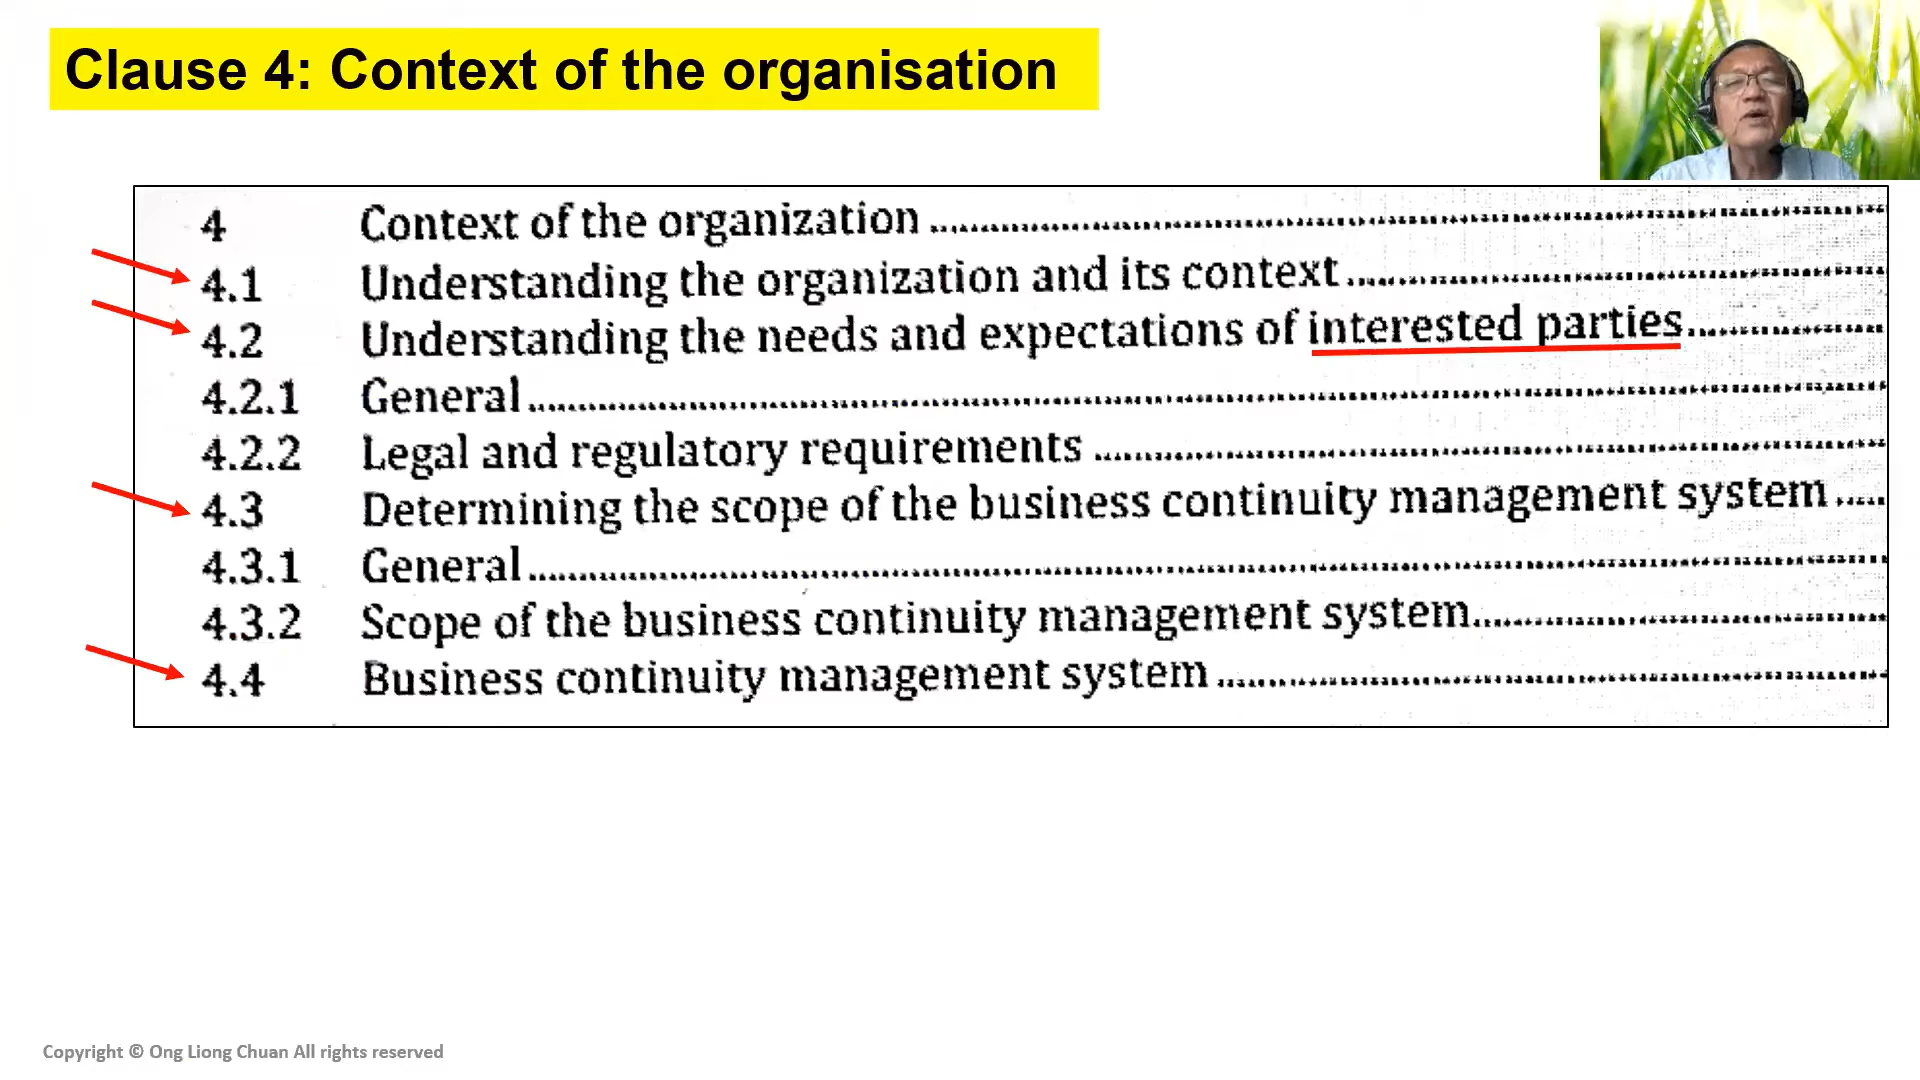 Clause 4: Context of the organisation
4 Context of the organization
4.1 Understanding the organization and its context
4.2 Understanding the needs and expectations of interested parties
4.2.1 General
4.2.2 Legal and regulatory requirements
4.3 Determining the scope of the business continuity management system
4.3.1 General
4.3.2 Scope of the business continuity management system
4.4 Business continuity management system
Copyright © Ong Liong Chuan All rights reserved